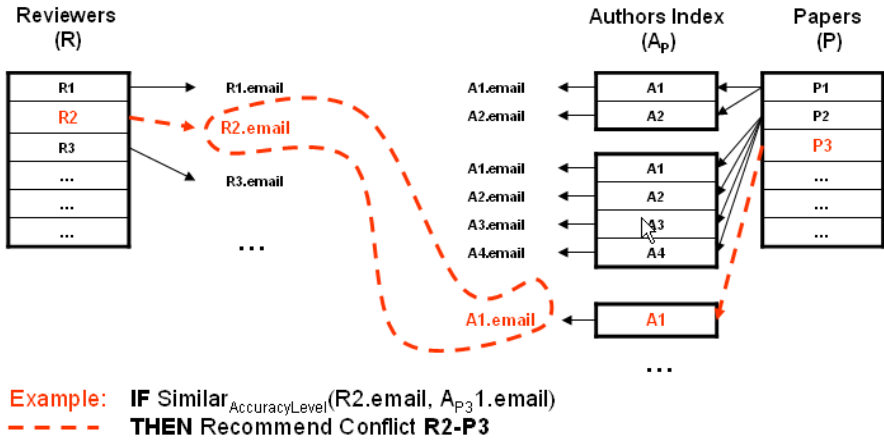 Reviewers
(R)
Authors Index
(AP)
Papers
(P)
R1
R2
R3
...
...
...
R1.email
R2.email
R3.email
...
A1.email
A2.email
A1.email
A2.email
A3.email
A4.email
A1.email
A1
A2
A1
A2
A3
A4
A1
...
P1
P2
P3
...
...
...
Example: IF SimilarAccuracyLevel(R2.email, AP31.email)
THEN Recommend Conflict R2-P3